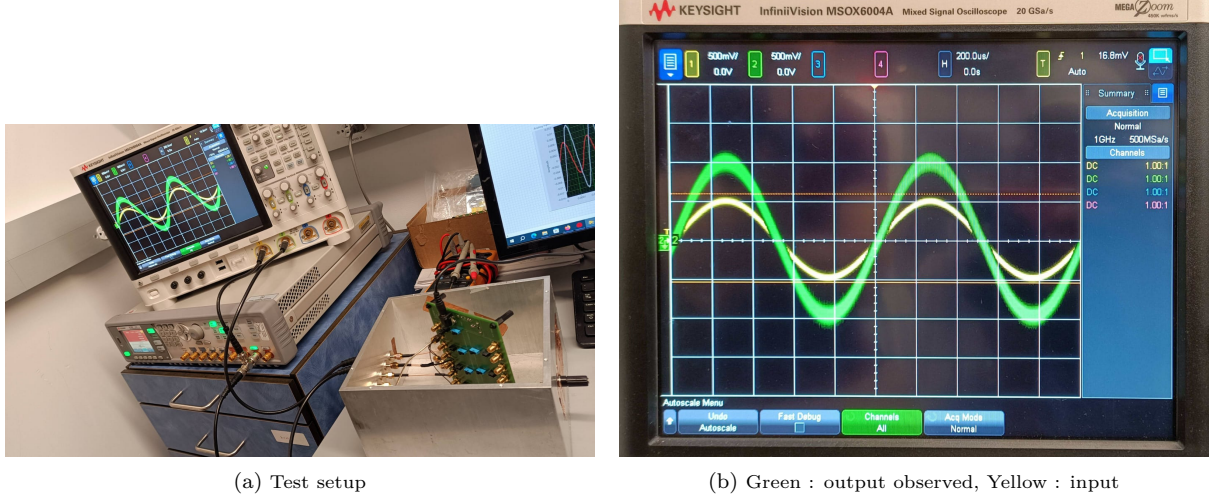 KEYSIGHT InfiniiVision MSOX6004A Mixed Signal Oscilloscope 20 GSa/s MEGA Zoom
1 500mV/ 2 500mV/ 3 4 H 200.0us/ T 1 16.8mV
0.0V 0.0V 0.0s Auto
Summary
Acquisition
Normal
1GHz 500MSa/s
Channels
DC 1.00:1
DC 1.00:1
DC 1.00:1
DC 1.00:1
2
Autoscale Menu
Undo Fast Debug Channels Acq Mode
Autoscale All Normal
KEYSIGHT
(a) Test setup
(b) Green : output observed, Yellow : input